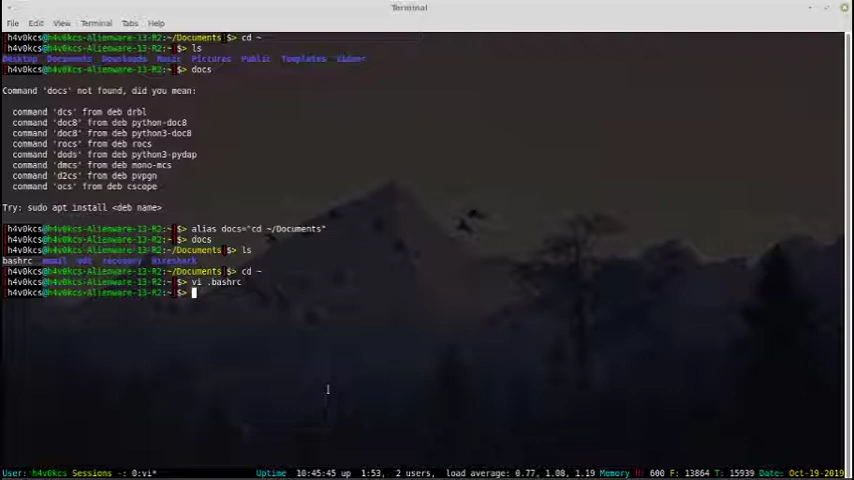 Terminal
File Edit View Terminal Tabs Help
[h4v0kcs@h4v0kcs-Alienware-13-R2:~/Documents]$> cd ~
[h4v0kcs@h4v0kcs-Alienware-13-R2:~]$> ls
Desktop Documents Downloads Music Pictures Public Templates Videos
[h4v0kcs@h4v0kcs-Alienware-13-R2:~]$> docs
Command 'docs' not found, did you mean:
command 'dcs' from deb drbl
command 'doc8' from deb python-doc8
command 'doc8' from deb python3-doc8
command 'rocs' from deb rocs
command 'dods' from deb python3-pydap
command 'dmcs' from deb mono-mcs
command 'd2cs' from deb pvpgn
command 'ocs' from deb cscope
Try: sudo apt install <deb name>
[h4v0kcs@h4v0kcs-Alienware-13-R2:~]$> alias docs="cd ~/Documents"
[h4v0kcs@h4v0kcs-Alienware-13-R2:~]$> docs
[h4v0kcs@h4v0kcs-Alienware-13-R2:~/Documents]$> ls
bashrc recovery
[h4v0kcs@h4v0kcs-Alienware-13-R2:~/Documents]$> cd ~
[h4v0kcs@h4v0kcs-Alienware-13-R2:~]$> vi .bashrc
[h4v0kcs@h4v0kcs-Alienware-13-R2:~]$>
User: h4v0kcs Sessions -: 0:vi* Uptime 10:45:45 up 1:53, 2 users, load average: 0.77, 1.08, 1.19 Memory U: 600 F: 13864 T: 15939 Date: Oct-19-2019